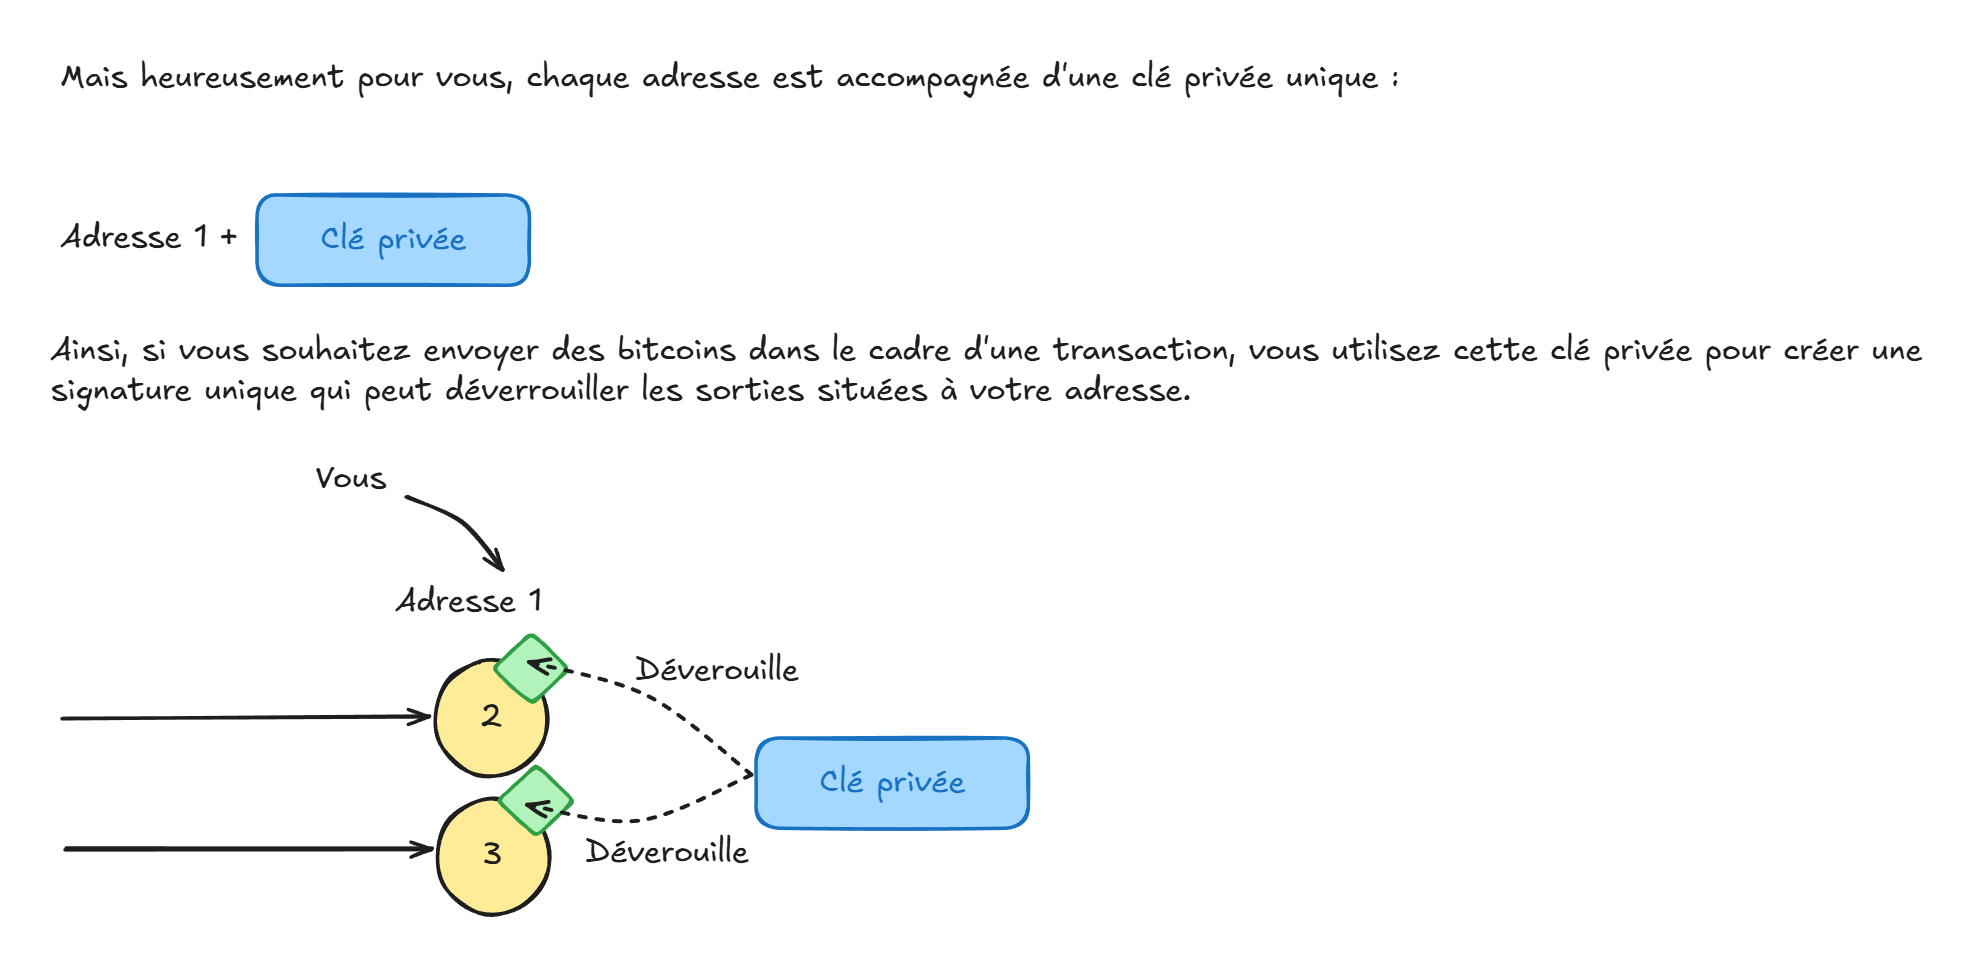 Mais heureusement pour vous, chaque adresse est accompagnée d'une clé privée unique :
Adresse 1 +
Clé privée
Ainsi, si vous souhaitez envoyer des bitcoins dans le cadre d'une transaction, vous utilisez cette clé privée pour créer une
signature unique qui peut déverrouiller les sorties situées à votre adresse.
Vous
Adresse 1
Déverouille
2
Clé privée
3
Déverouille